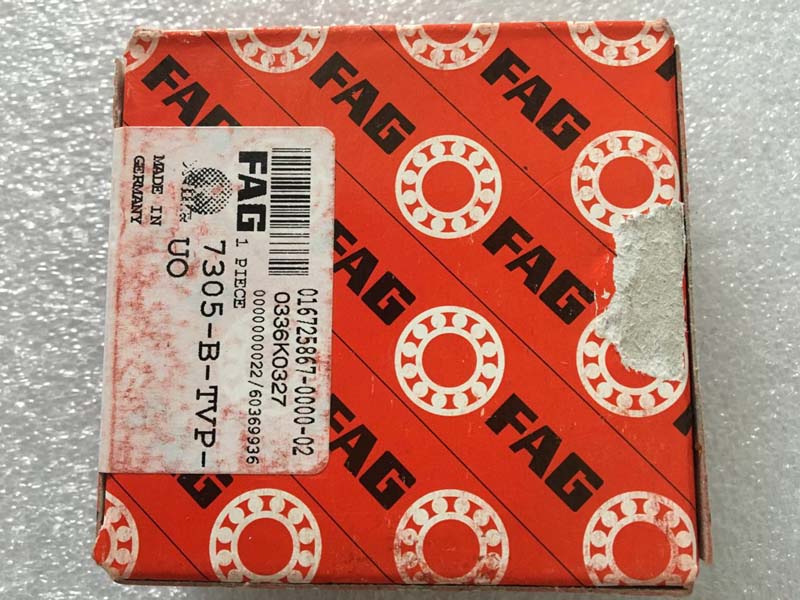 016725867-0000-02
0336K0327
0000000022/60369936
FAG
1 PIECE
7305-B-TVP-
UO
MADE IN
GERMANY
FAG
FAG
FAG
FAG
FAG
FAG
FAG
FAG